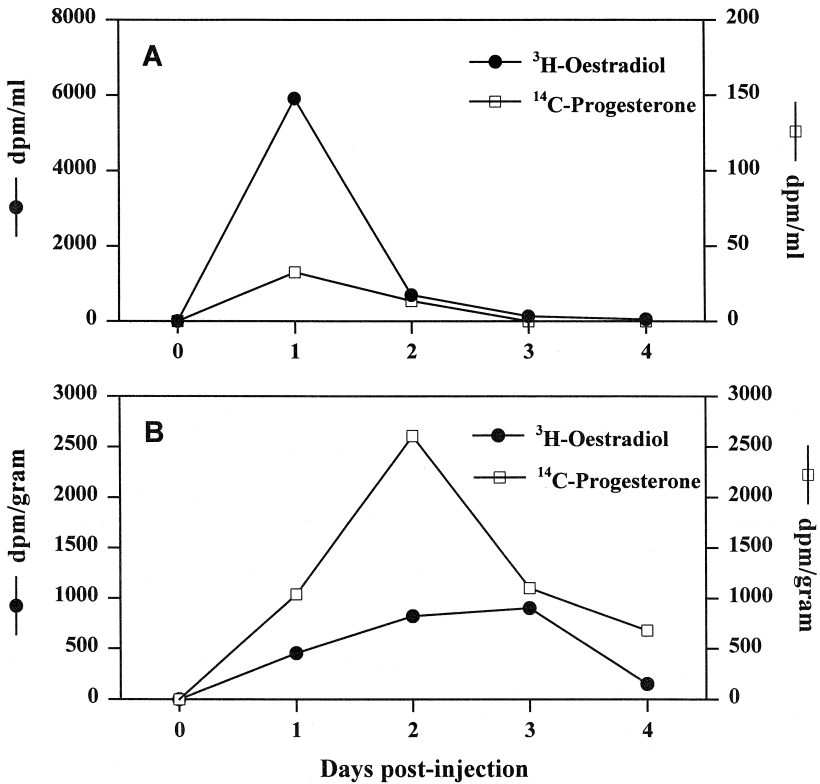 A
³H-Oestradiol
¹⁴C-Progesterone
8000
6000
4000
2000
0
dpm/ml
200
150
100
50
0
dpm/ml
0 1 2 3 4
B
³H-Oestradiol
¹⁴C-Progesterone
3000
2500
2000
1500
1000
500
0
dpm/gram
3000
2500
2000
1500
1000
500
0
dpm/gram
0 1 2 3 4
Days post-injection